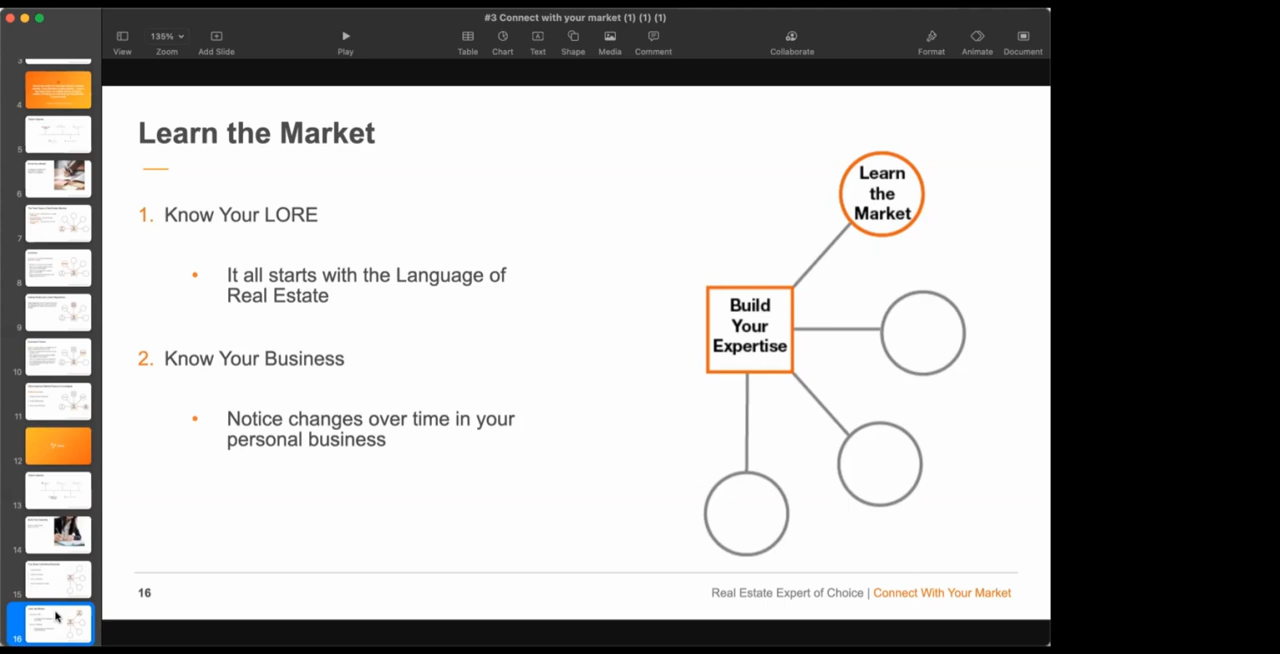 #3 Connect with your market (1) (1) (1)
View
135%
Zoom
Add Slide
Play
Table
Chart
Text
Shape
Media
Comment
Collaborate
Format
Animate
Document
3
4
5
6
7
8
9
10
11
12
13
14
15
16
Learn the Market
1. Know Your LORE
• It all starts with the Language of
Real Estate
2. Know Your Business
• Notice changes over time in your
personal business
Learn
the
Market
Build
Your
Expertise
16
Real Estate Expert of Choice | Connect With Your Market